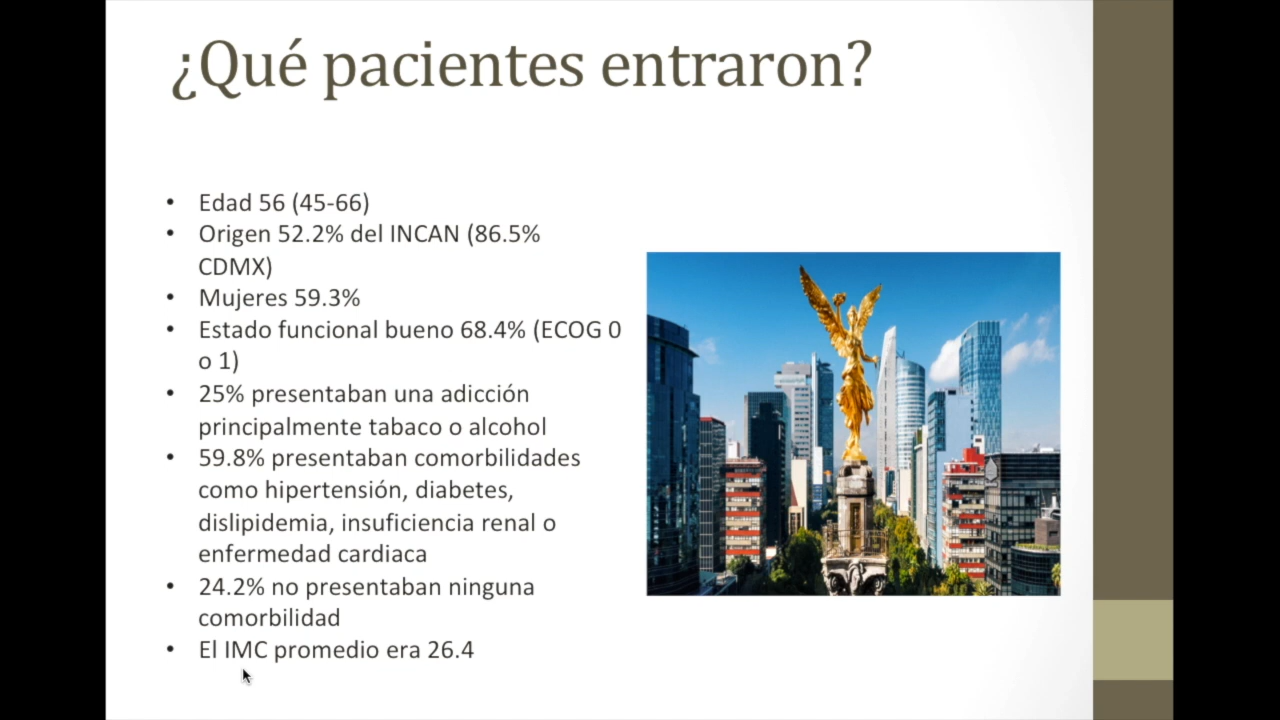 ¿Qué pacientes entraron?
• Edad 56 (45-66)
• Origen 52.2% del INCAN (86.5%
CDMX)
• Mujeres 59.3%
• Estado funcional bueno 68.4% (ECOG 0
o 1)
• 25% presentaban una adicción
principalmente tabaco o alcohol
• 59.8% presentaban comorbilidades
como hipertensión, diabetes,
dislipidemia, insuficiencia renal o
enfermedad cardiaca
• 24.2% no presentaban ninguna
comorbilidad
• El IMC promedio era 26.4